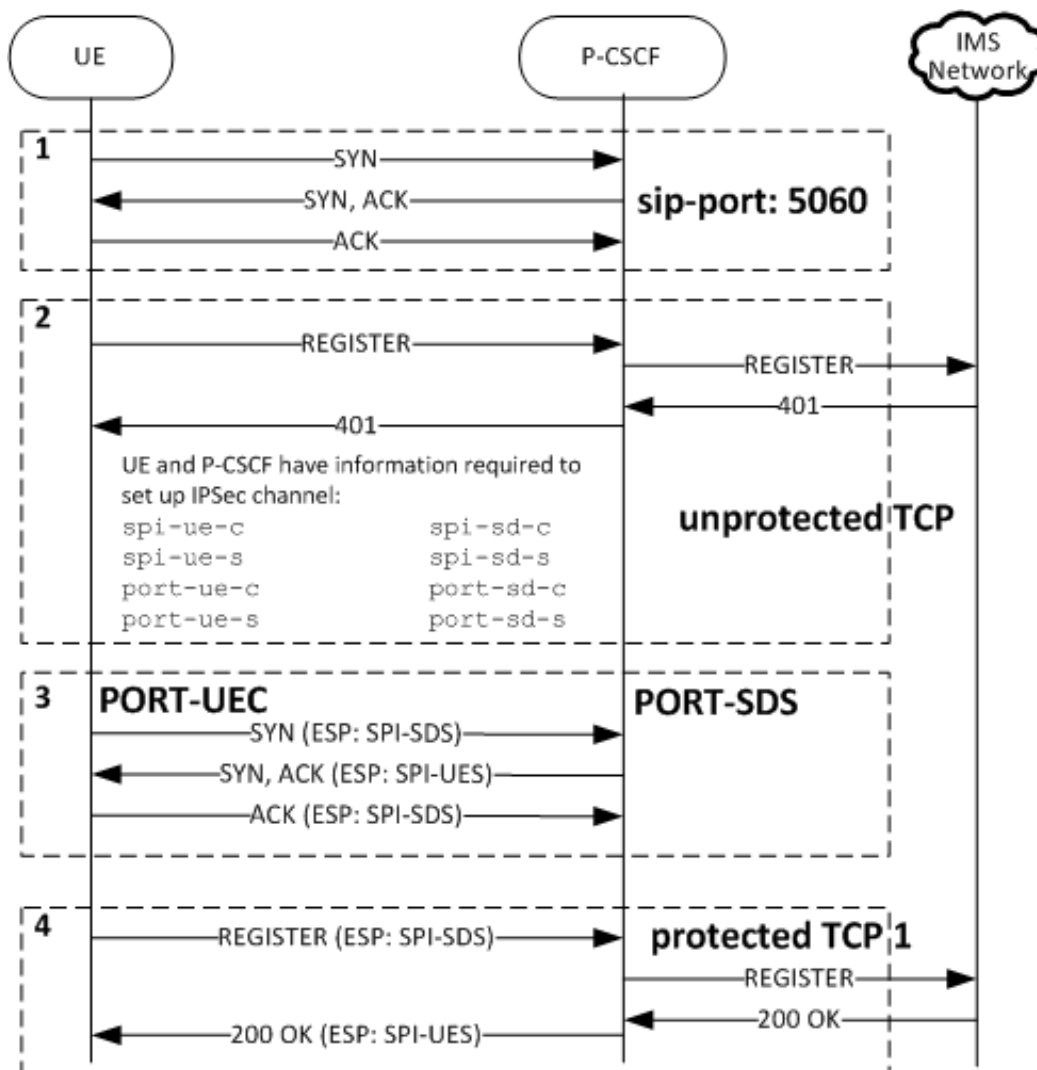 UE
P-CSCF
IMS
Network
1
SYN
SYN, ACK
sip-port: 5060
ACK
2
REGISTER
REGISTER
401
401
UE and P-CSCF have information required to
set up IPSec channel:
spi-ue-c spi-sd-c
spi-ue-s spi-sd-s
port-ue-c port-sd-c
port-ue-s port-sd-s
unprotected TCP
3
PORT-UEC
PORT-SDS
SYN (ESP: SPI-SDS)
SYN, ACK (ESP: SPI-UES)
ACK (ESP: SPI-SDS)
4
REGISTER (ESP: SPI-SDS)
protected TCP 1
REGISTER
200 OK
200 OK (ESP: SPI-UES)